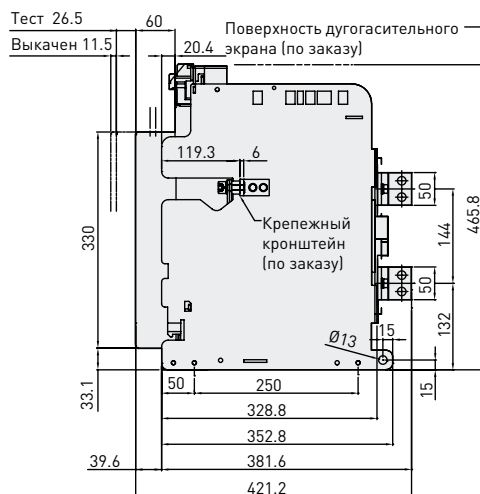 Тест 26.5
60
Поверхность дугогасительного
экрана (по заказу)
Выкачен 11.5
20.4
119.3
6
50
465.8
330
Крепежный
кронштейн
(по заказу)
144
50
132
Ø13
15
33.1
50
250
15
328.8
352.8
39.6
381.6
421.2